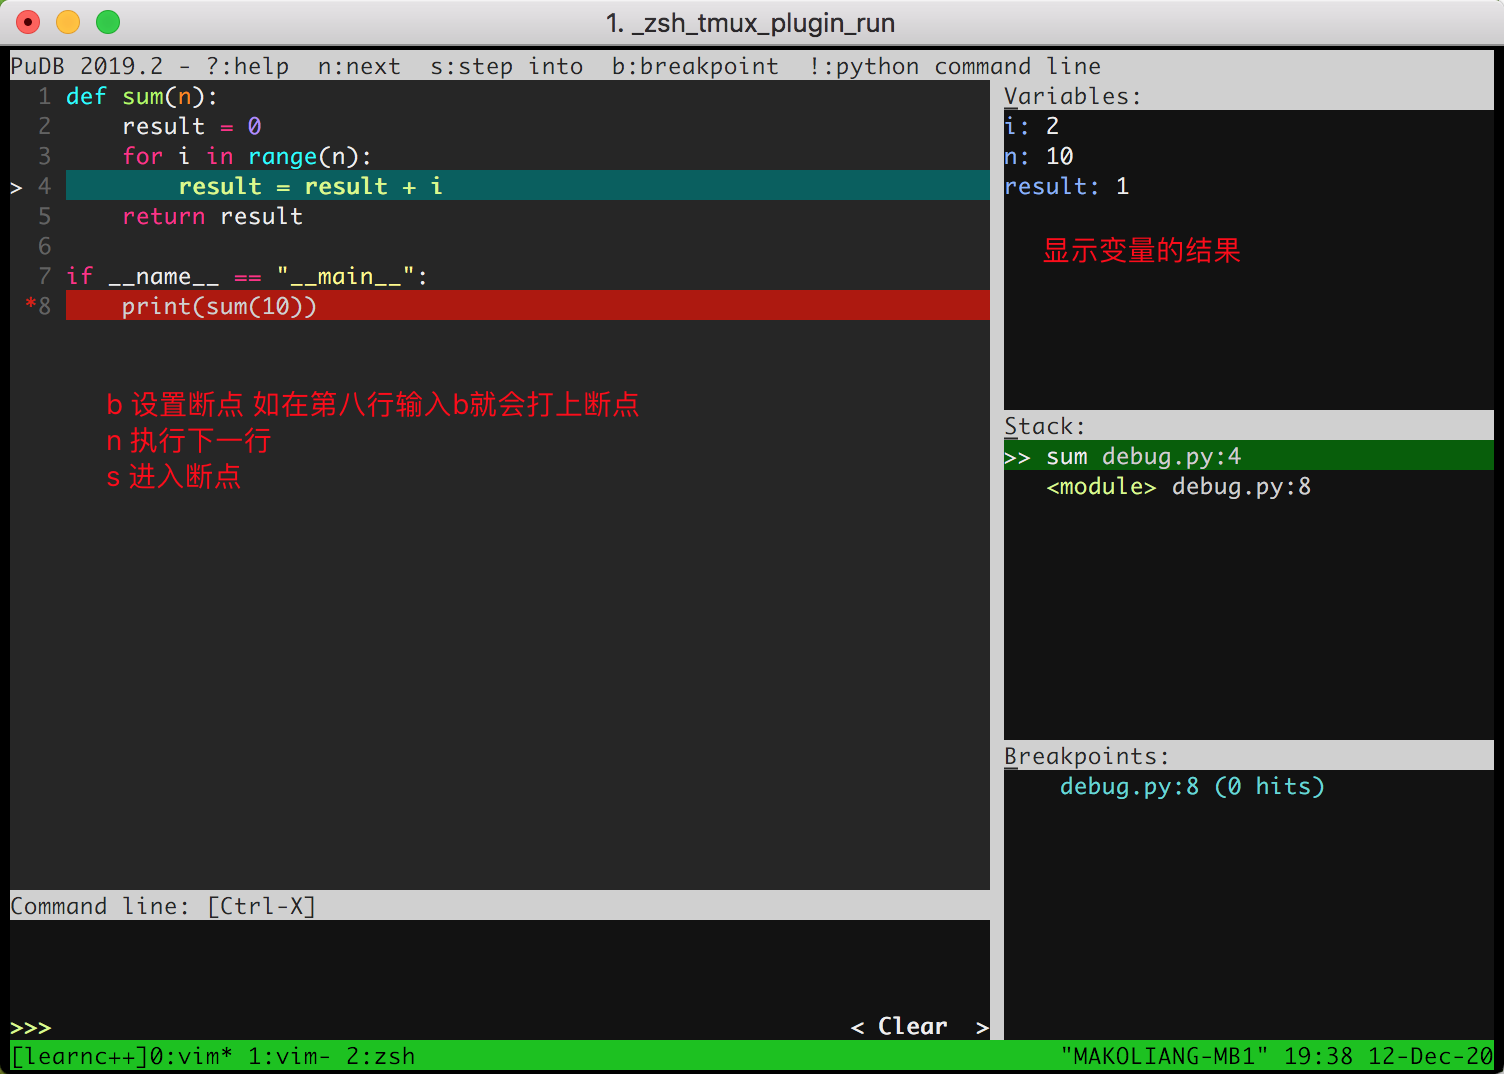 1. _zsh_tmux_plugin_run
PuDB 2019.2 - ?:help  n:next  s:step into  b:breakpoint  !:python command line
1 def sum(n):
2     result = 0
3     for i in range(n):
> 4         result = result + i
5     return result
6
7 if __name__ == "__main__":
*8     print(sum(10))
b 设置断点 如在第八行输入b就会打上断点
n 执行下一行
s 进入断点
Command line: [Ctrl-X]
>>> < Clear  >
Variables:
i: 2
n: 10
result: 1
显示变量的结果
Stack:
>> sum debug.py:4
<module> debug.py:8
Breakpoints:
debug.py:8 (0 hits)
[learnc++]0:vim* 1:vim- 2:zsh "MAKOLIANG-MB1" 19:38 12-Dec-20